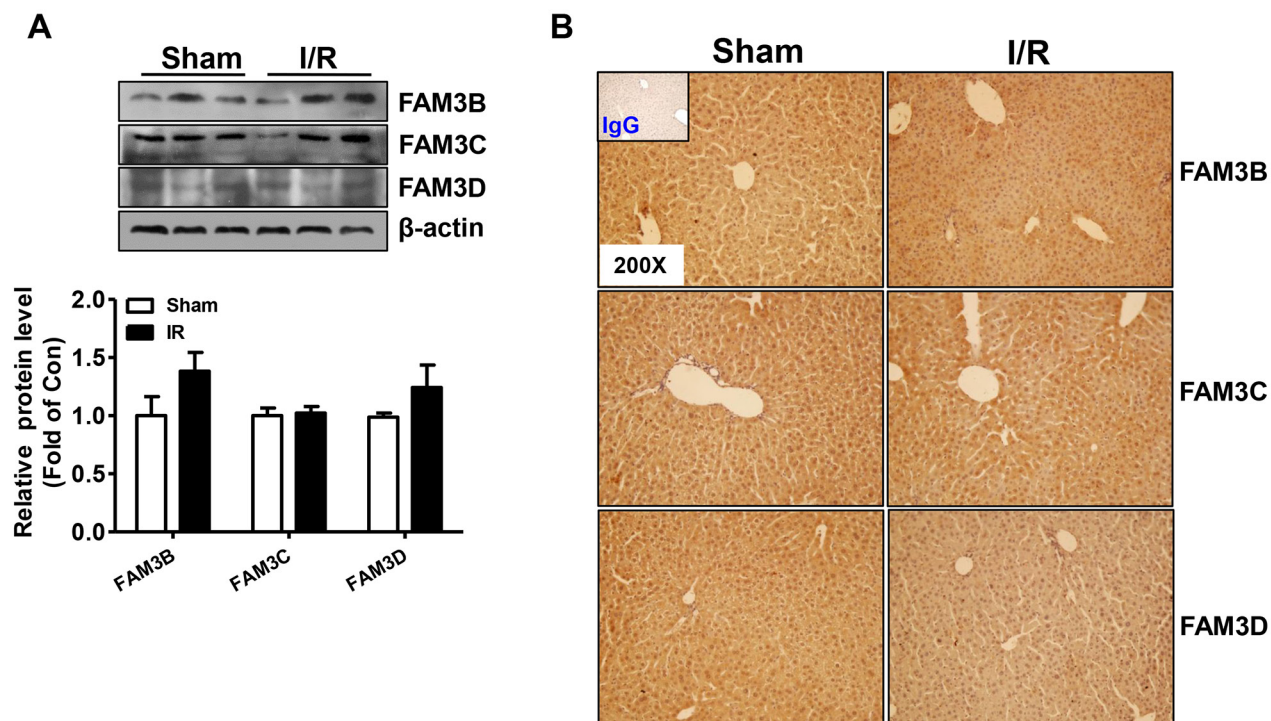 A
Sham I/R
FAM3B
FAM3C
FAM3D
β-actin
Relative protein level
(Fold of Con)
2.0
1.5
1.0
0.5
0.0
Sham
IR
FAM3B
FAM3C
FAM3D
B
Sham I/R
IgG
200X
FAM3B
FAM3C
FAM3D